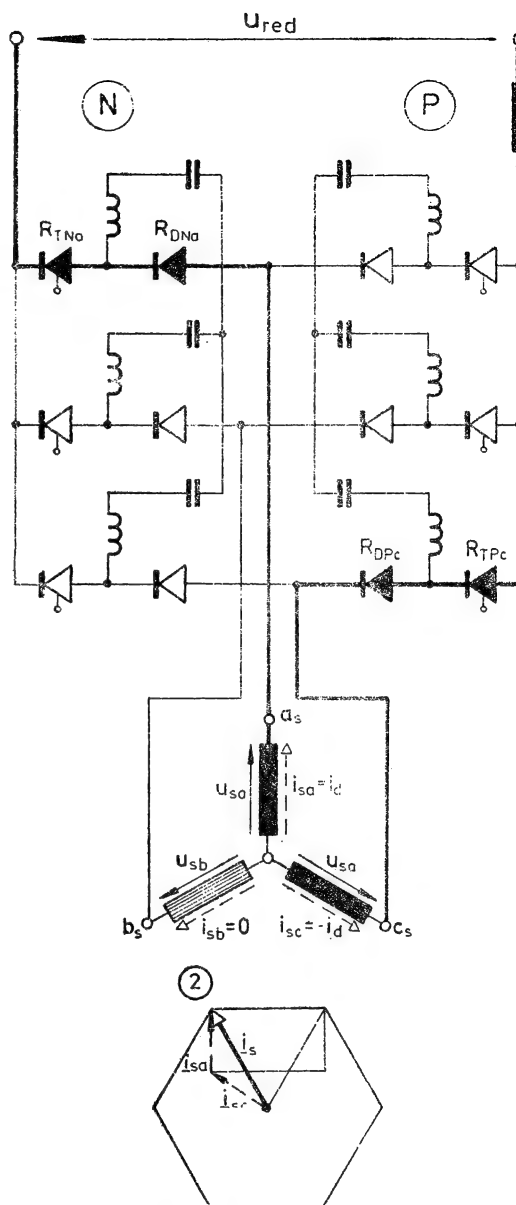 u_red
N P
R_TNa R_DNa
R_DPc R_TPc
a_s
u_sa i_sa=i_d
u_sb u_sa
b_s i_sb=0 i_sc=-i_d c_s
2
i_s
i_sa
i_sc